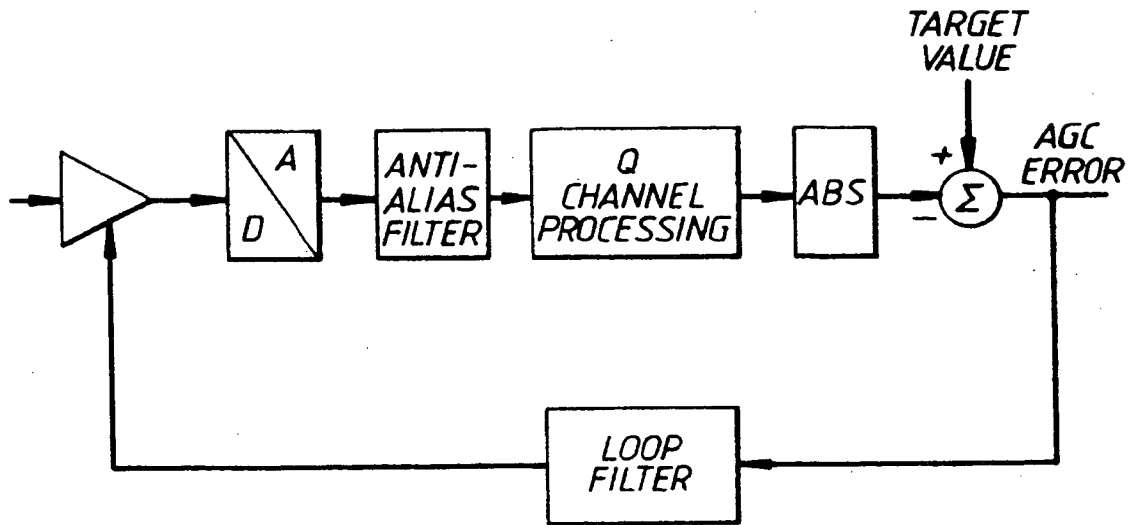 TARGET
VALUE
A
D
ANTI-
ALIAS
FILTER
Q
CHANNEL
PROCESSING
ABS
+
−
Σ
AGC
ERROR
LOOP
FILTER